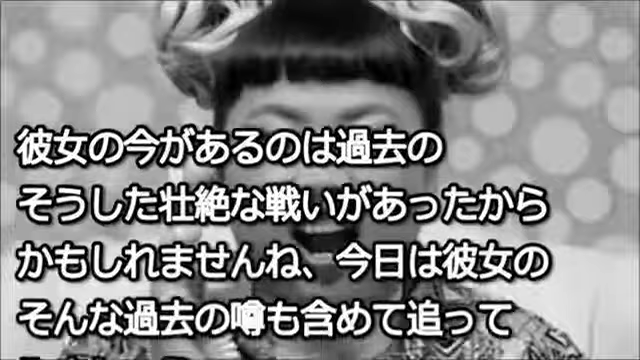 彼女の今があるのは過去の
そうした壮絶な戦いがあったから
かもしれませんね、今日は彼女の
そんな過去の噂も含めて追って